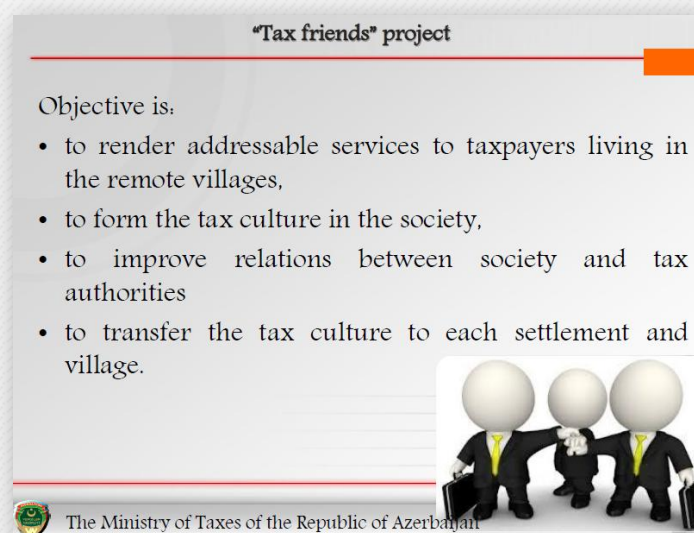 “Tax friends” project
Objective is:
• to render addressable services to taxpayers living in
the remote villages,
• to form the tax culture in the society,
• to improve relations between society and tax
authorities
• to transfer the tax culture to each settlement and
village.
The Ministry of Taxes of the Republic of Azerbaijan